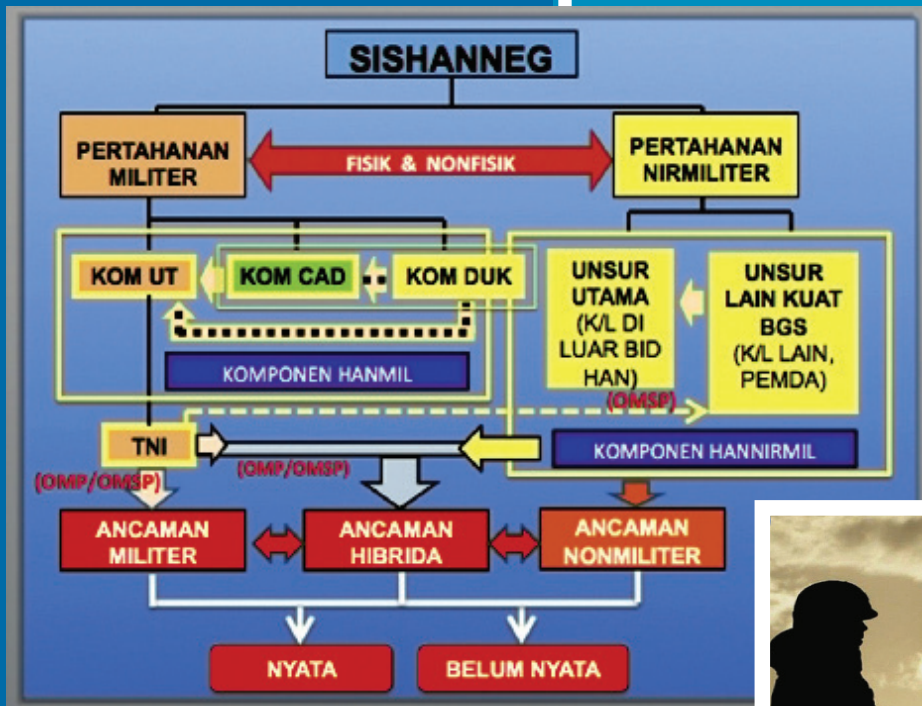 SISHANNEG
PERTAHANAN
MILITER
FISIK & NONFISIK
PERTAHANAN
NIRMILITER
KOM UT
KOM CAD
KOM DUK
KOMPONEN HANMIL
UNSUR
UTAMA
(K/L DI
LUAR BID
HAN)
UNSUR
LAIN KUAT
BGS
(K/L LAIN,
PEMDA)
(OMSP)
KOMPONEN HANNIRMIL
TNI
(OMP/OMSP)
(OMP/OMSP)
ANCAMAN
MILITER
ANCAMAN
HIBRIDA
ANCAMAN
NONMILITER
NYATA
BELUM NYATA